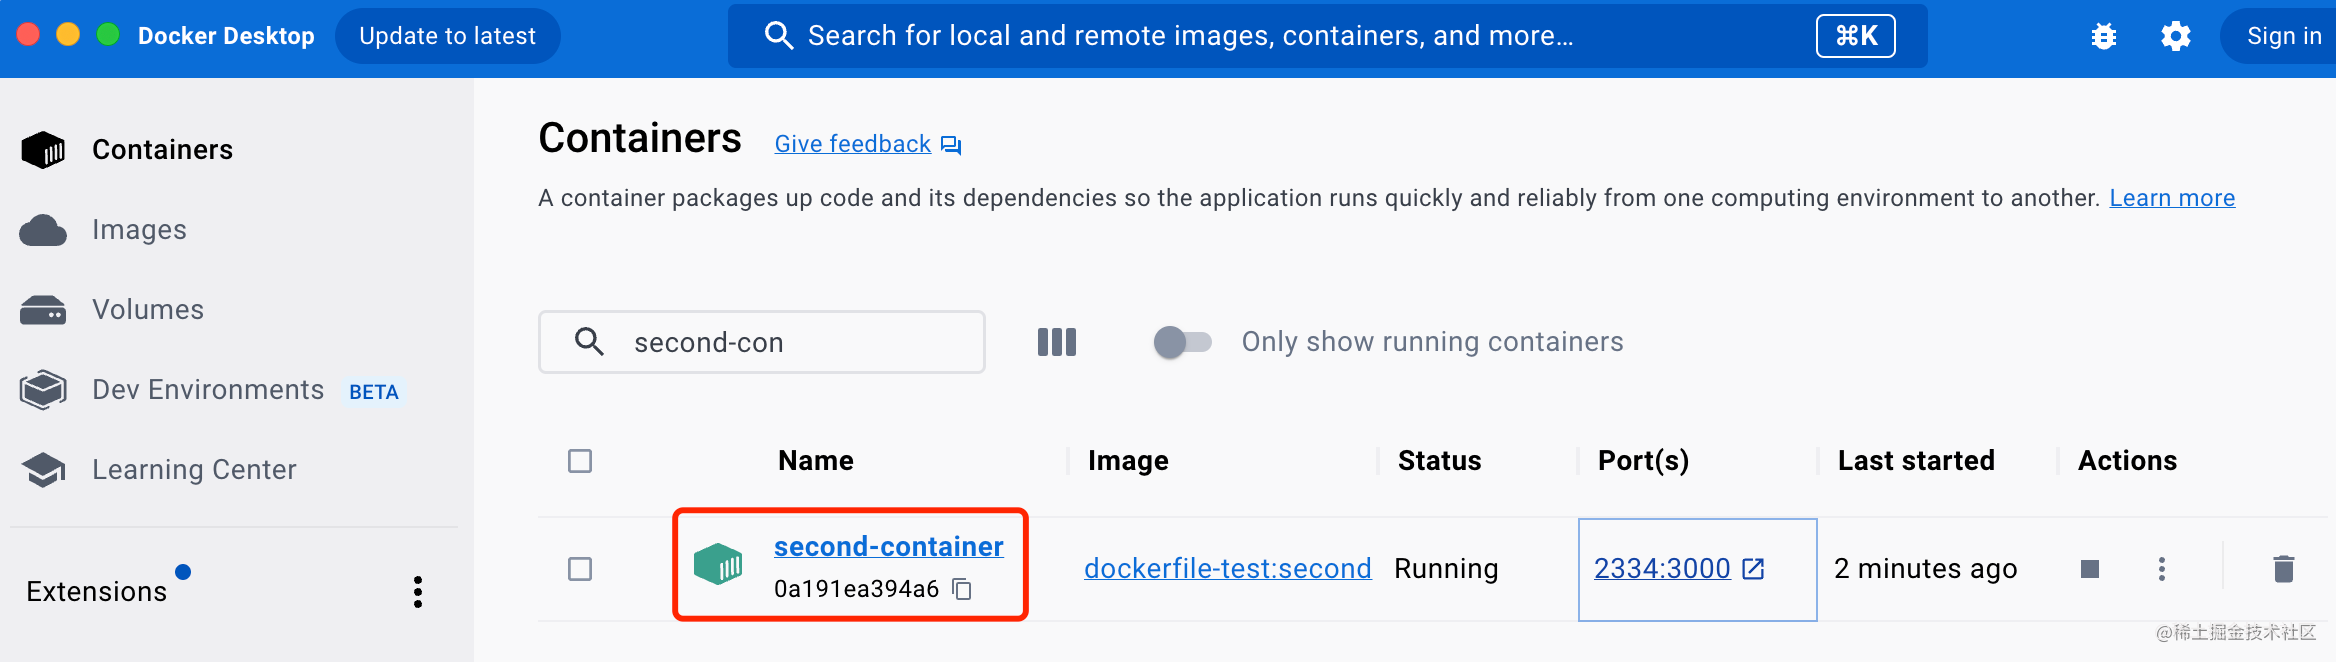 Docker Desktop
Update to latest
Search for local and remote images, containers, and more...
⌘K
Sign in
Containers
Images
Volumes
Dev Environments BETA
Learning Center
Extensions
Containers
Give feedback
A container packages up code and its dependencies so the application runs quickly and reliably from one computing environment to another. Learn more
second-con
Only show running containers
Name Image Status Port(s) Last started Actions
second-container
0a191ea394a6
dockerfile-test:second
Running
2334:3000
2 minutes ago
@稀土掘金技术社区